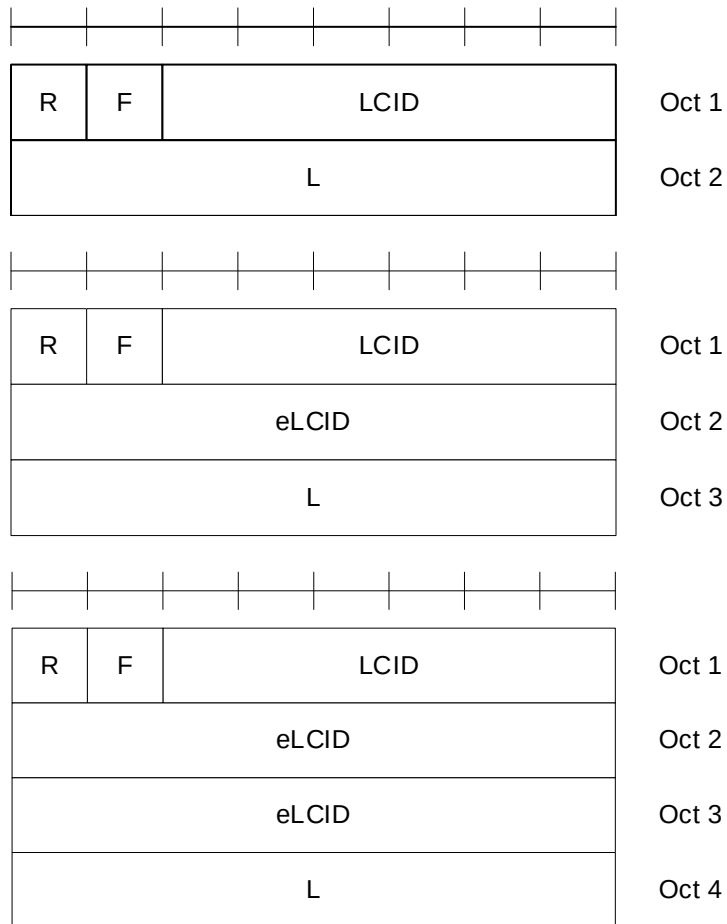 R F LCID Oct 1
L Oct 2
R F LCID Oct 1
eLCID Oct 2
L Oct 3
R F LCID Oct 1
eLCID Oct 2
eLCID Oct 3
L Oct 4